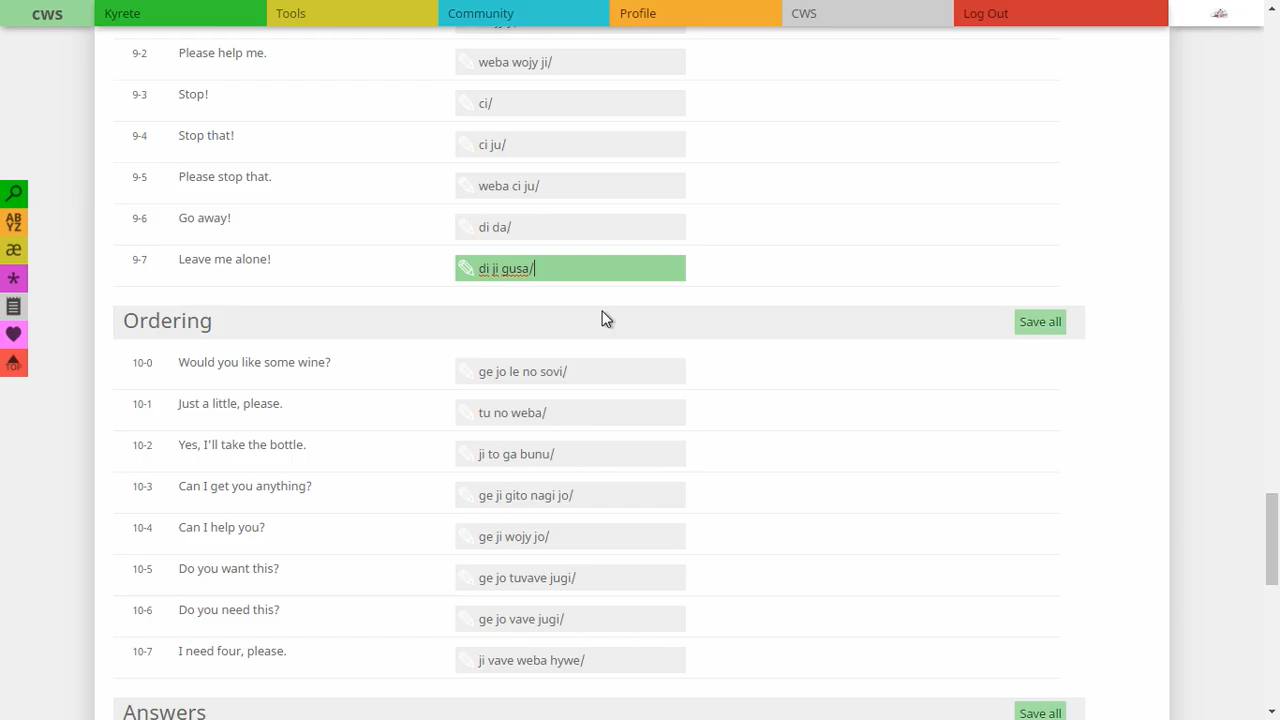 cws Kyrete Tools Community Profile CWS Log Out
9-2 Please help me. weba wojy ji/
9-3 Stop! ci/
9-4 Stop that! ci ju/
9-5 Please stop that. weba ci ju/
9-6 Go away! di da/
9-7 Leave me alone! di ji gusa/
AB
YZ
æ
*
TOP
Ordering Save all
10-0 Would you like some wine? ge jo le no sovi/
10-1 Just a little, please. tu no weba/
10-2 Yes, I'll take the bottle. ji to ga bunu/
10-3 Can I get you anything? ge ji gito nagi jo/
10-4 Can I help you? ge ji wojy jo/
10-5 Do you want this? ge jo tuvave jugi/
10-6 Do you need this? ge jo vave jugi/
10-7 I need four, please. ji vave weba hywe/
Answers Save all